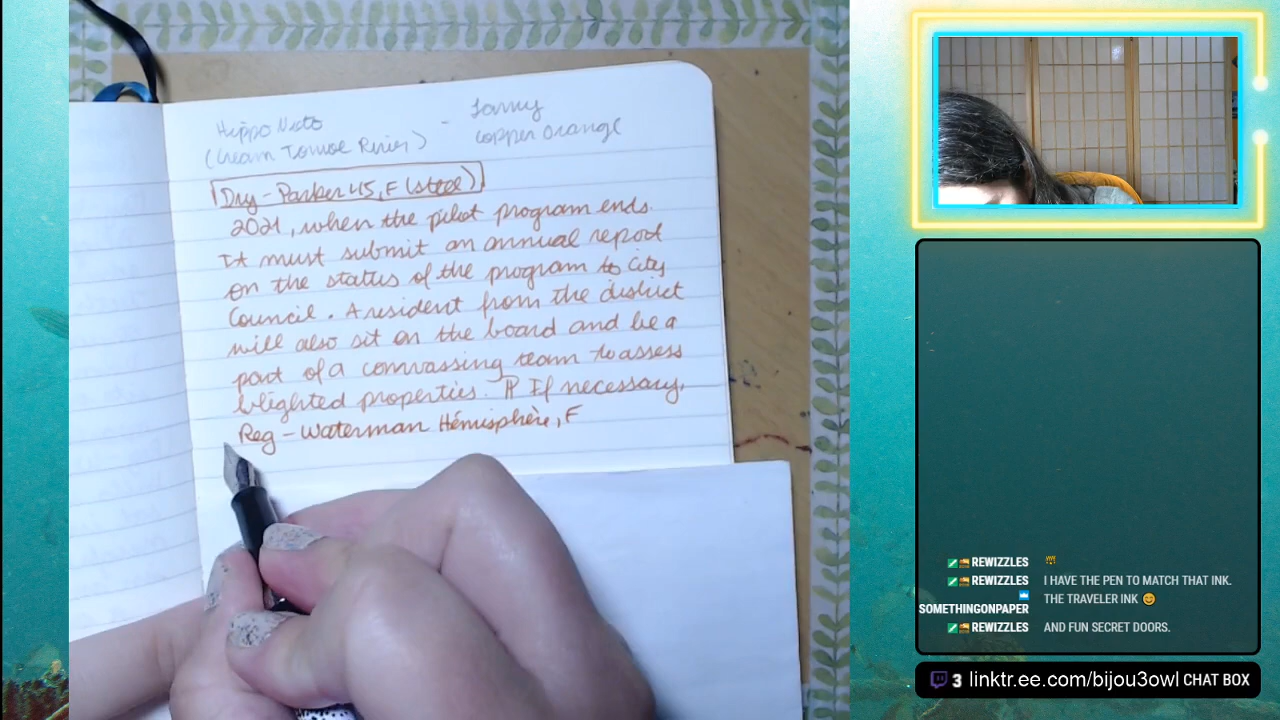 Hippo Noto
(Cream Tomoe River)
- Lamy
Copper Orange
Dry - Parker 45, F (steel)
2021, when the pilot program ends.
It must submit an annual report
on the status of the program to City
Council. A resident from the district
will also sit on the board and be a
part of a canvassing team to assess
blighted properties. If necessary,
Reg - Waterman Hémisphère, F
REWIZZLES
REWIZZLES I HAVE THE PEN TO MATCH THAT INK.
SOMETHINGONPAPER THE TRAVELER INK 😊
REWIZZLES AND FUN SECRET DOORS.
3 linktr.ee.com/bijou3owl CHAT BOX